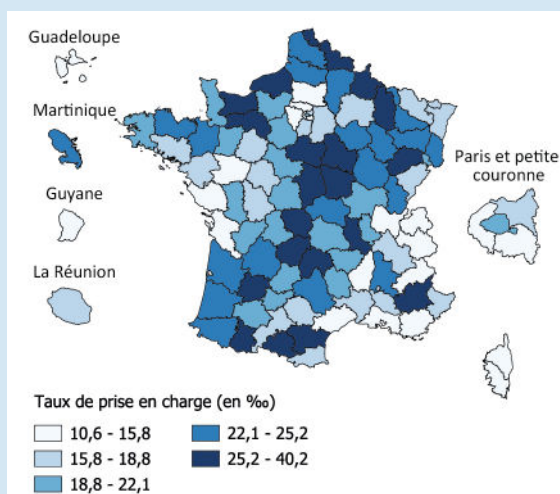 Guadeloupe
Martinique
Guyane
La Réunion
Paris et petite
couronne
Taux de prise en charge (en ‰)
10,6 - 15,8
15,8 - 18,8
18,8 - 22,1
22,1 - 25,2
25,2 - 40,2